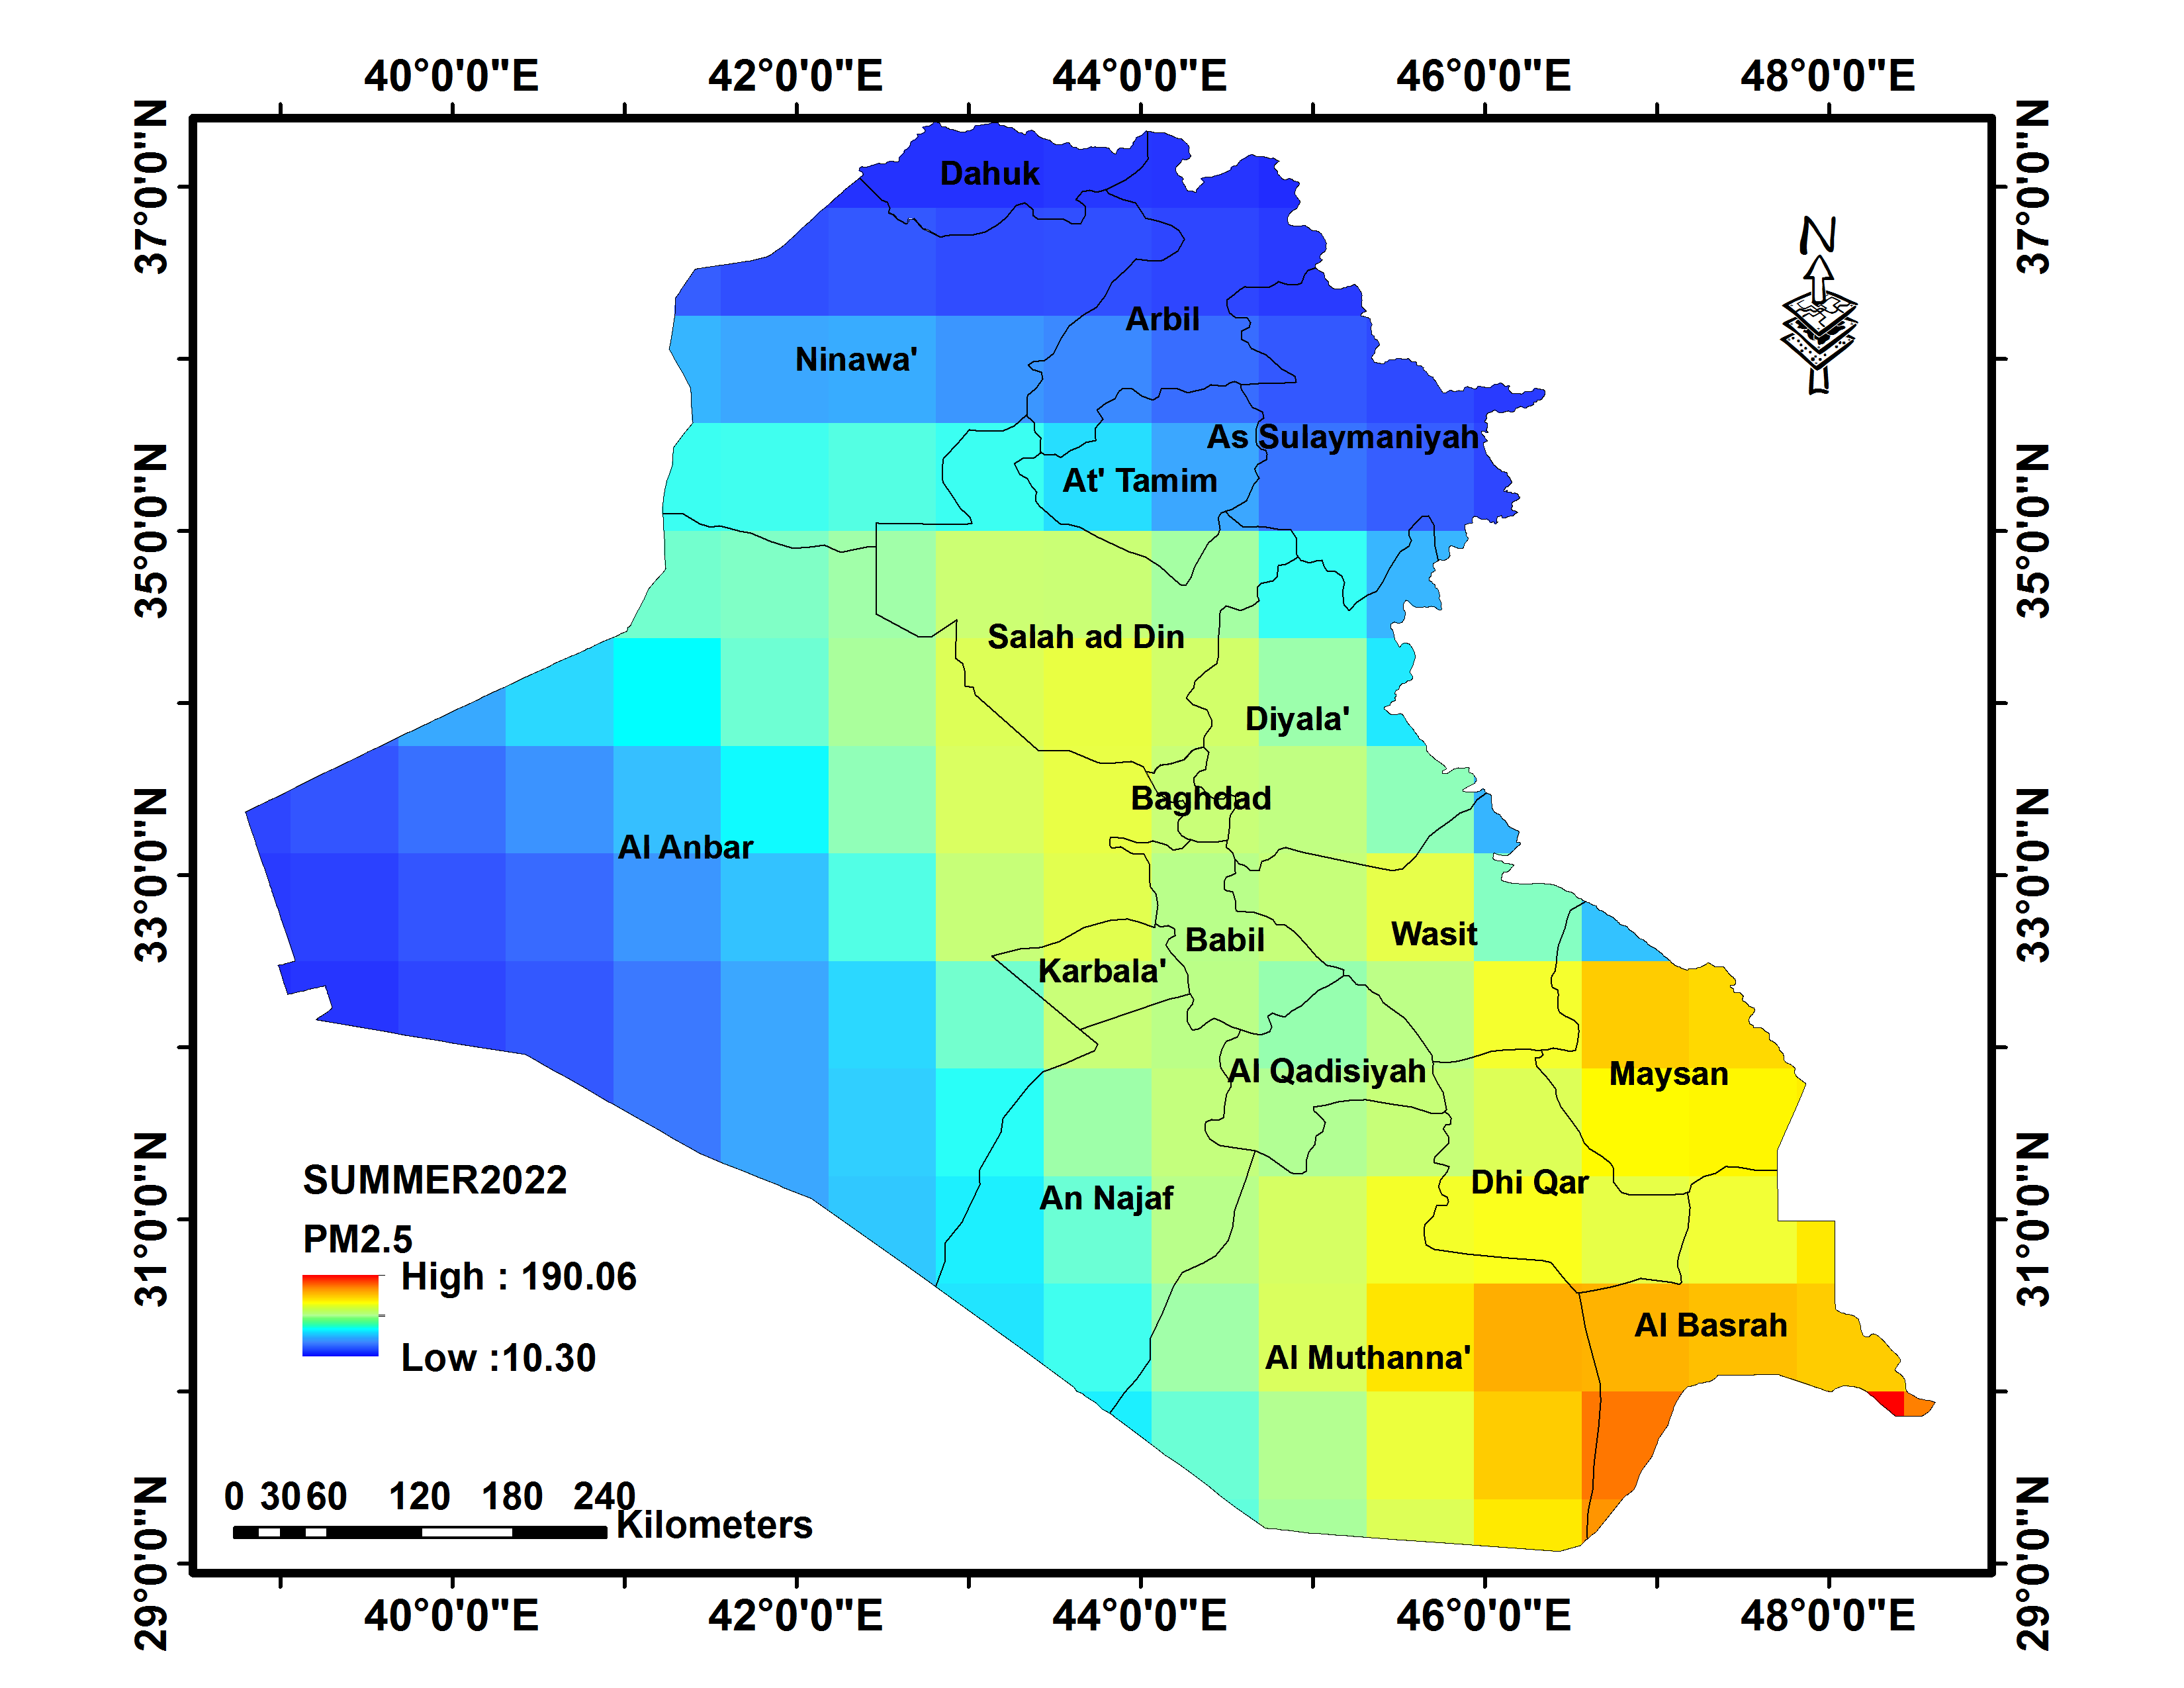 40°0'0"E 42°0'0"E 44°0'0"E 46°0'0"E 48°0'0"E
37°0'0"N
35°0'0"N
33°0'0"N
31°0'0"N
29°0'0"N
37°0'0"N
35°0'0"N
33°0'0"N
31°0'0"N
29°0'0"N
N
Dahuk
Arbil
Ninawa'
As Sulaymaniyah
At' Tamim
Salah ad Din
Diyala'
Baghdad
Al Anbar
Wasit
Babil
Karbala'
Al Qadisiyah
Maysan
Dhi Qar
An Najaf
Al Basrah
Al Muthanna'
SUMMER2022
PM2.5
High : 190.06
Low :10.30
0 30 60 120 180 240
Kilometers
40°0'0"E 42°0'0"E 44°0'0"E 46°0'0"E 48°0'0"E